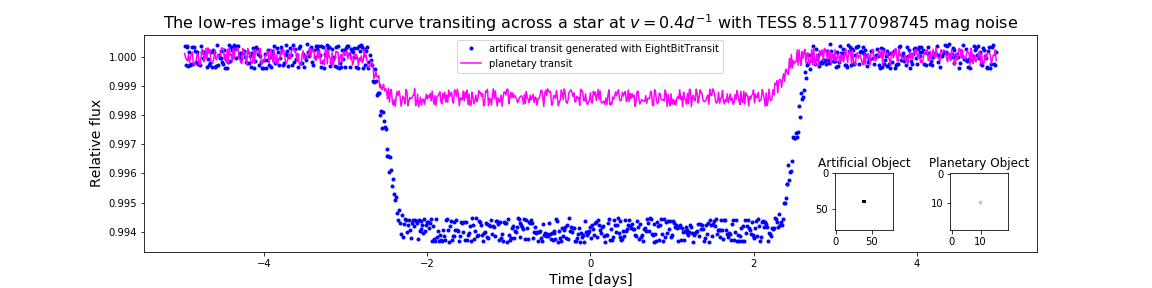 The low-res image's light curve transiting across a star at v = 0.4d⁻¹ with TESS 8.51177098745 mag noise
artifical transit generated with EightBitTransit
planetary transit
Relative flux
1.000
0.999
0.998
0.997
0.996
0.995
0.994
Artificial Object
0
50
0 50
Planetary Object
0
10
0 10
−4 −2 0 2 4
Time [days]